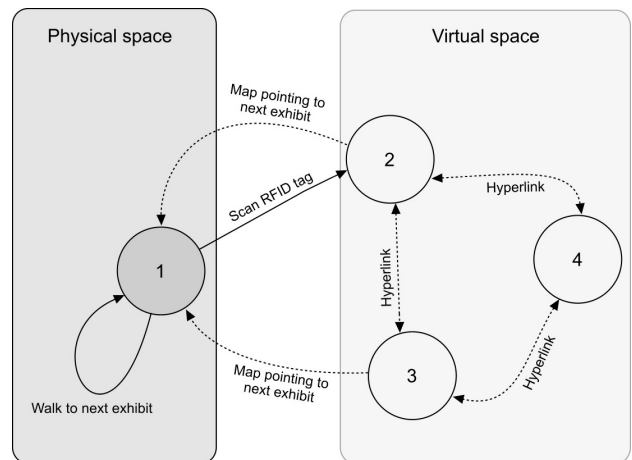 Physical space
Virtual space
Map pointing to
next exhibit
2
Scan RFID tag
Hyperlink
1
4
Hyperlink
Hyperlink
3
Map pointing to
next exhibit
Walk to next exhibit